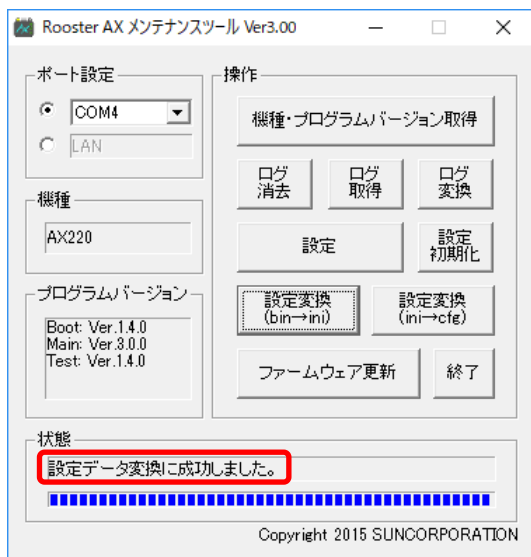 Rooster AX メンテナンスツール Ver3.00
ポート設定
COM4
LAN
機種
AX220
プログラムバージョン
Boot: Ver.1.4.0
Main: Ver.3.0.0
Test: Ver.1.4.0
操作
機種・プログラムバージョン取得
ログ
消去
ログ
取得
ログ
変換
設定
設定
初期化
設定変換
(bin→ini)
設定変換
(ini→cfg)
ファームウェア更新
終了
状態
設定データ変換に成功しました。
Copyright 2015 SUNCORPORATION